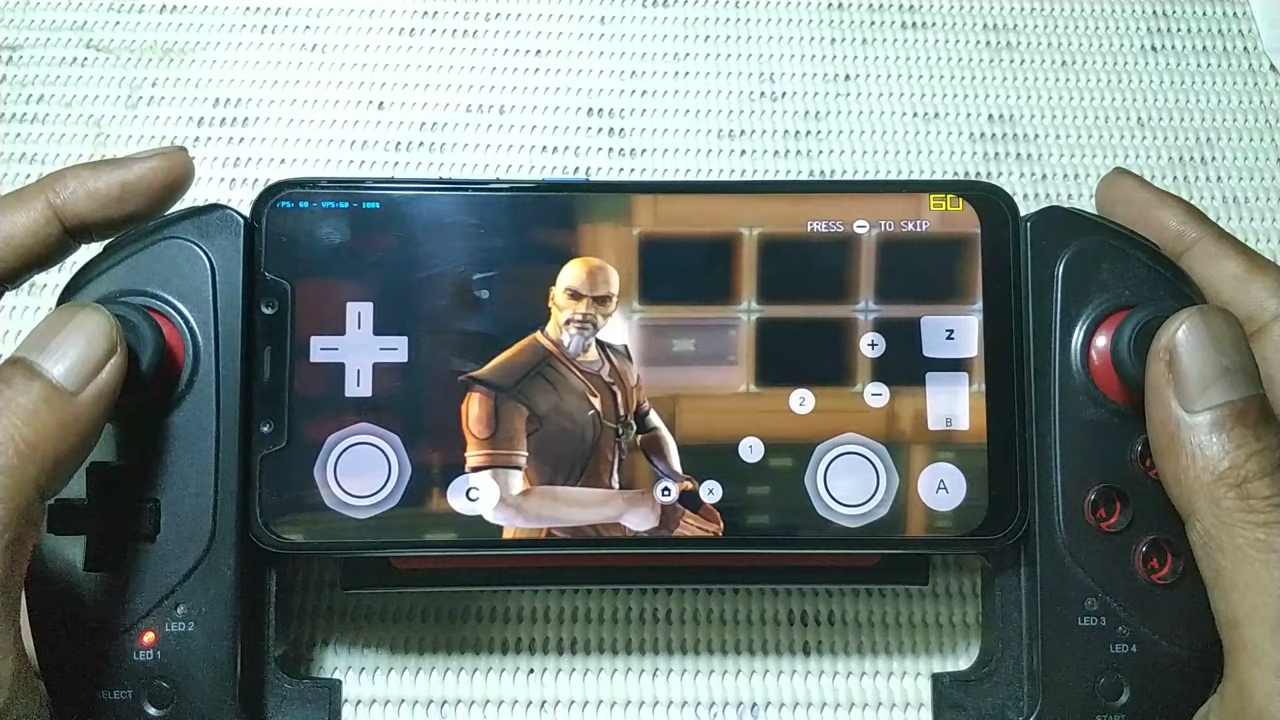 FPS: 60 - VPS:60 - 100%
60
PRESS − TO SKIP
Z
+
2
−
B
1
C
X
A
LED 2
LED 1
SELECT
LED 3
LED 4
START